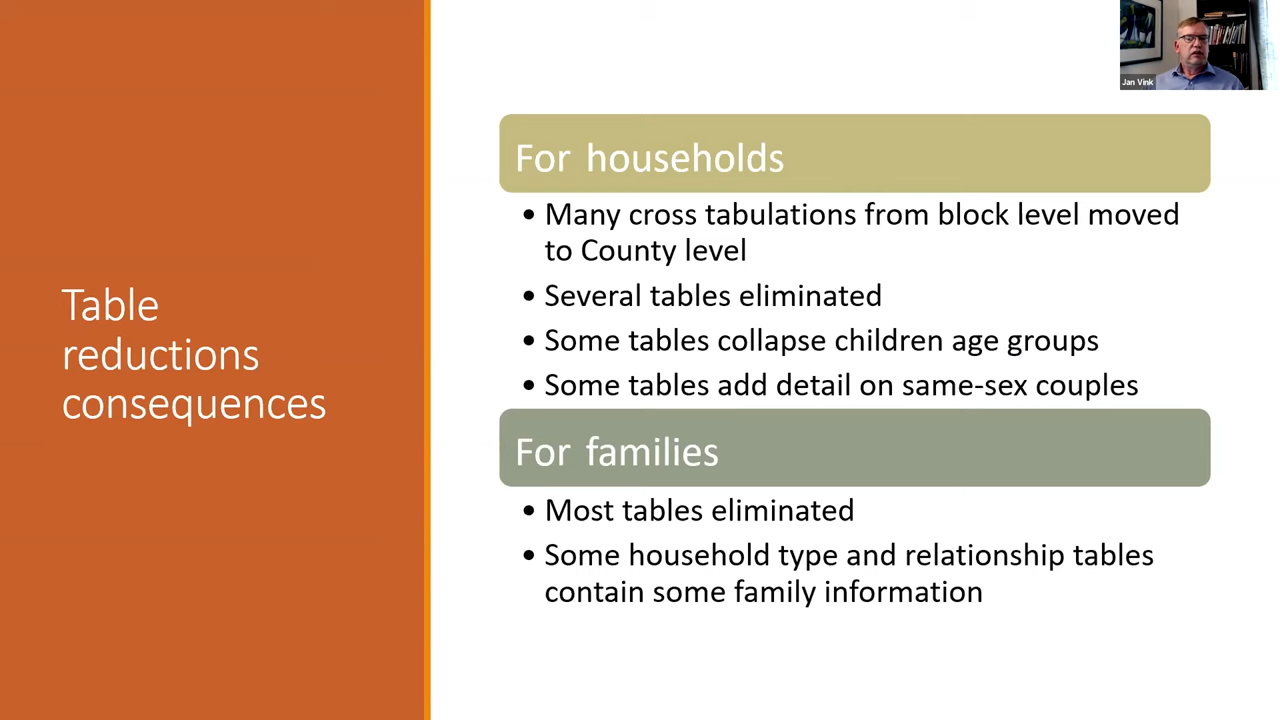 Jan Vink
Table
reductions
consequences
For households
• Many cross tabulations from block level moved
to County level
• Several tables eliminated
• Some tables collapse children age groups
• Some tables add detail on same-sex couples
For families
• Most tables eliminated
• Some household type and relationship tables
contain some family information